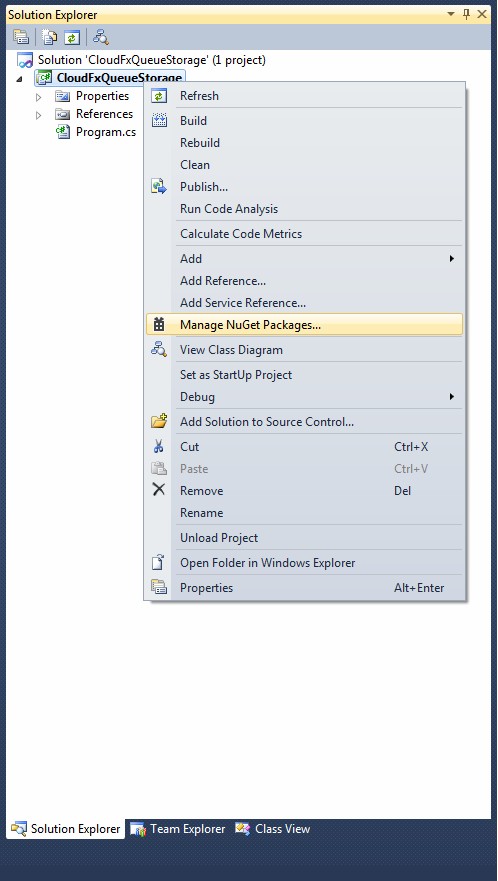 Solution Explorer
Solution 'CloudFxQueueStorage' (1 project)
CloudFxQueueStorage
Properties
References
Program.cs
Refresh
Build
Rebuild
Clean
Publish...
Run Code Analysis
Calculate Code Metrics
Add
Add Reference...
Add Service Reference...
Manage NuGet Packages...
View Class Diagram
Set as StartUp Project
Debug
Add Solution to Source Control...
Cut Ctrl+X
Paste Ctrl+V
Remove Del
Rename
Unload Project
Open Folder in Windows Explorer
Properties Alt+Enter
Solution Explorer Team Explorer Class View